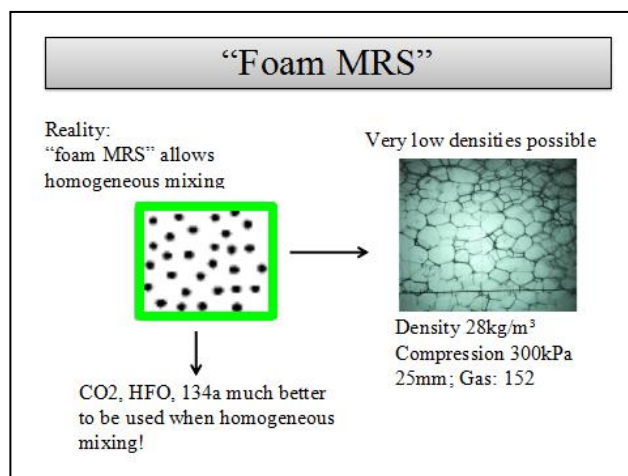 “Foam MRS”
Reality:
“foam MRS” allows
homogeneous mixing
Very low densities possible
Density 28kg/m³
Compression 300kPa
25mm; Gas: 152
CO2, HFO, 134a much better
to be used when homogeneous
mixing!